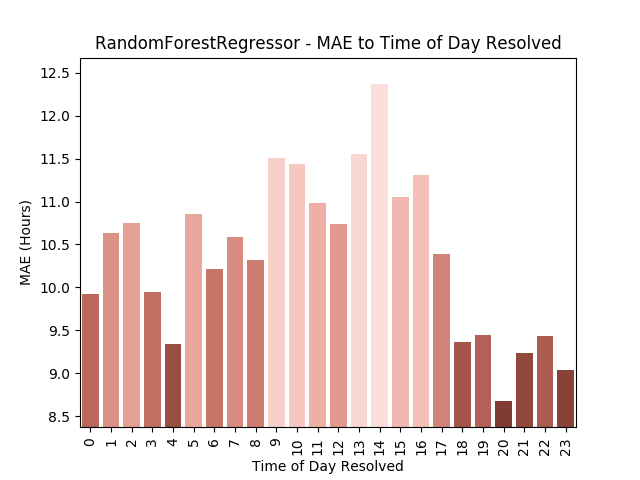 RandomForestRegressor - MAE to Time of Day Resolved
12.5
12.0
11.5
11.0
10.5
10.0
9.5
9.0
8.5
MAE (Hours)
0 1 2 3 4 5 6 7 8 9 10 11 12 13 14 15 16 17 18 19 20 21 22 23
Time of Day Resolved